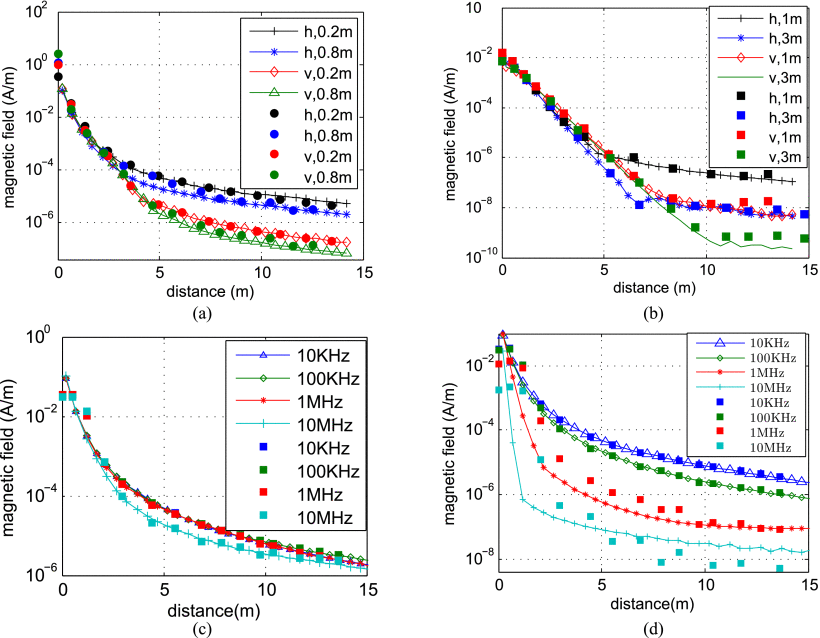 10^2
10^0
10^-2
10^-4
10^-6
0
5
10
15
magnetic field (A/m)
distance (m)
h,0.2m
h,0.8m
v,0.2m
v,0.8m
h,0.2m
h,0.8m
v,0.2m
v,0.8m
(a)
10^0
10^-2
10^-4
10^-6
10^-8
10^-10
0
5
10
15
magnetic field (A/m)
distance (m)
h,1m
h,3m
v,1m
v,3m
h,1m
h,3m
v,1m
v,3m
(b)
10^0
10^-2
10^-4
10^-6
0
5
10
15
magnetic field (A/m)
distance(m)
10KHz
100KHz
1MHz
10MHz
10KHz
100KHz
1MHz
10MHz
(c)
10^-2
10^-4
10^-6
10^-8
0
5
10
15
magnetic field (A/m)
distance(m)
10KHz
100KHz
1MHz
10MHz
10KHz
100KHz
1MHz
10MHz
(d)